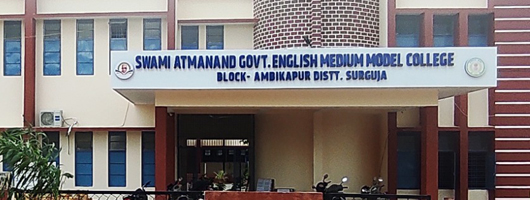 SWAMI ATMANAND GOVT. ENGLISH MEDIUM MODEL COLLEGE
BLOCK- AMBIKAPUR DISTT. SURGUJA